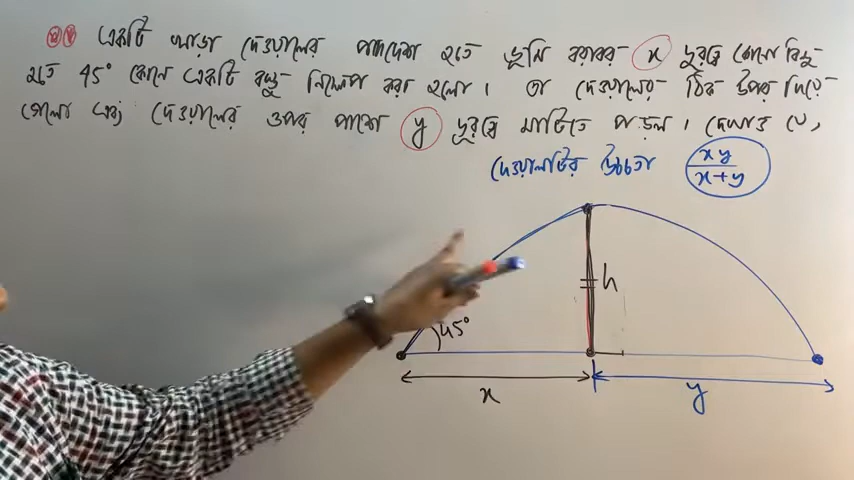 একটি খাড়া দেওয়ালের পাদদেশ হতে ভূমি বরাবর x দূরত্বে কোনো বিন্দু
হতে 45° কোনে একটি বস্তু নিক্ষেপ করা হলো। তা দেওয়ালের ঠিক উপর দিয়ে
গেলো এবং দেওয়ালের ওপর পাশে y দূরত্বে মাটিতে পড়ল। দেখাও যে,
দেওয়ালটির উচ্চতা xy/x+y
h
45°
x
y